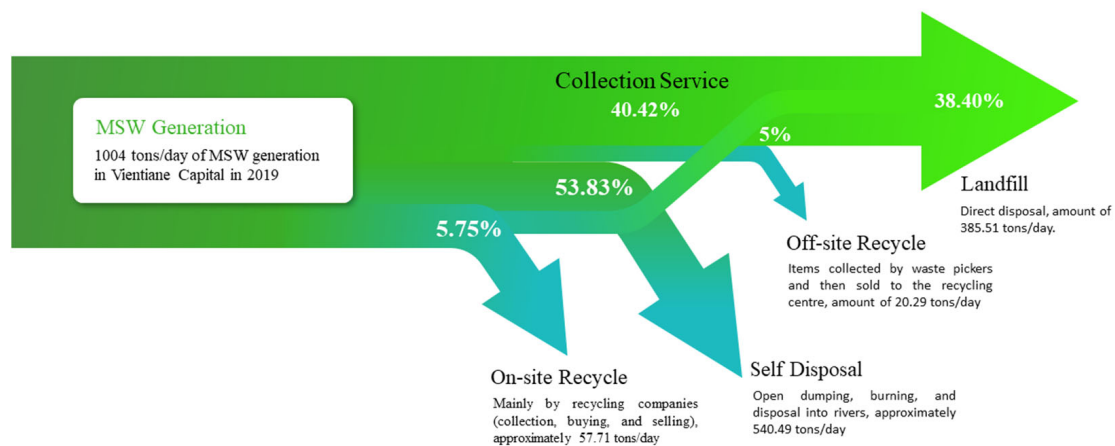 Collection Service
40.42%
38.40%
MSW Generation
1004 tons/day of MSW generation
in Vientiane Capital in 2019
5%
53.83%
5.75%
Landfill
Direct disposal, amount of
385.51 tons/day.
Off-site Recycle
Items collected by waste pickers
and then sold to the recycling
centre, amount of 20.29 tons/day
On-site Recycle
Mainly by recycling companies
(collection, buying, and selling),
approximately 57.71 tons/day
Self Disposal
Open dumping, burning, and
disposal into rivers, approximately
540.49 tons/day